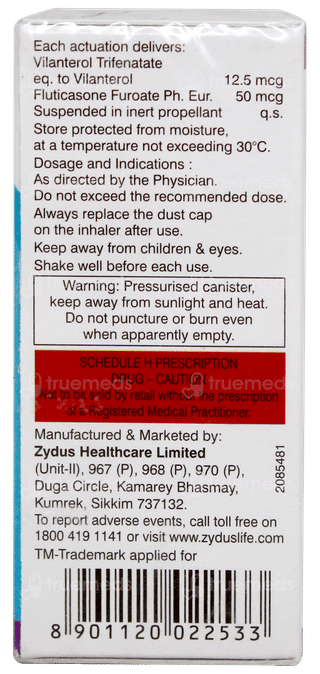 Each actuation delivers:
Vilanterol Trifenatate
eq. to Vilanterol 12.5 mcg
Fluticasone Furoate Ph. Eur. 50 mcg
Suspended in inert propellant q.s.
Store protected from moisture,
at a temperature not exceeding 30°C.
Dosage and Indications :
As directed by the Physician.
Do not exceed the recommended dose.
Always replace the dust cap
on the inhaler after use.
Keep away from children & eyes.
Shake well before each use.
Warning: Pressurised canister,
keep away from sunlight and heat.
Do not puncture or burn even
when apparently empty.
SCHEDULE H PRESCRIPTION
DRUG - CAUTION
Not to be sold by retail without the prescription
of a Registered Medical Practitioner.
truemeds
truemeds
Manufactured & Marketed by:
Zydus Healthcare Limited
(Unit-II), 967 (P), 968 (P), 970 (P),
Duga Circle, Kamarey Bhasmay,
Kumrek, Sikkim 737132.
To report adverse events, call toll free on
1800 419 1141 or visit www.zyduslife.com
TM-Trademark applied for
2085481
truemeds
truemeds
8 901120 022533